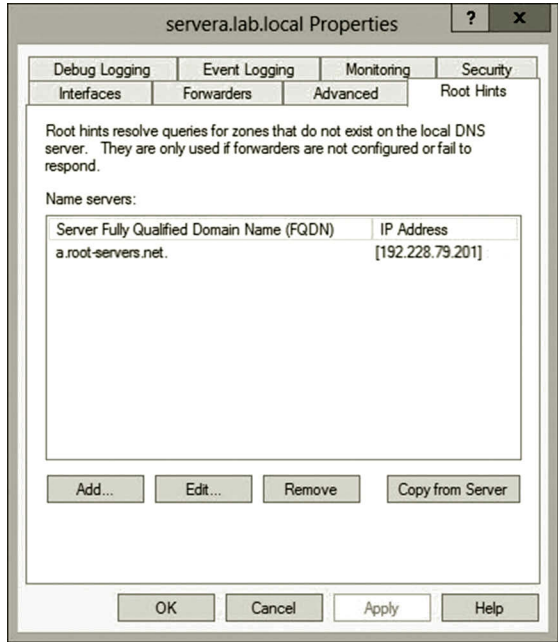 servera.lab.local Properties
? x
Debug Logging Event Logging Monitoring Security
Interfaces Forwarders Advanced Root Hints
Root hints resolve queries for zones that do not exist on the local DNS
server. They are only used if forwarders are not configured or fail to
respond.
Name servers:
Server Fully Qualified Domain Name (FQDN) IP Address
a.root-servers.net. [192.228.79.201]
Add... Edit... Remove Copy from Server
OK Cancel Apply Help